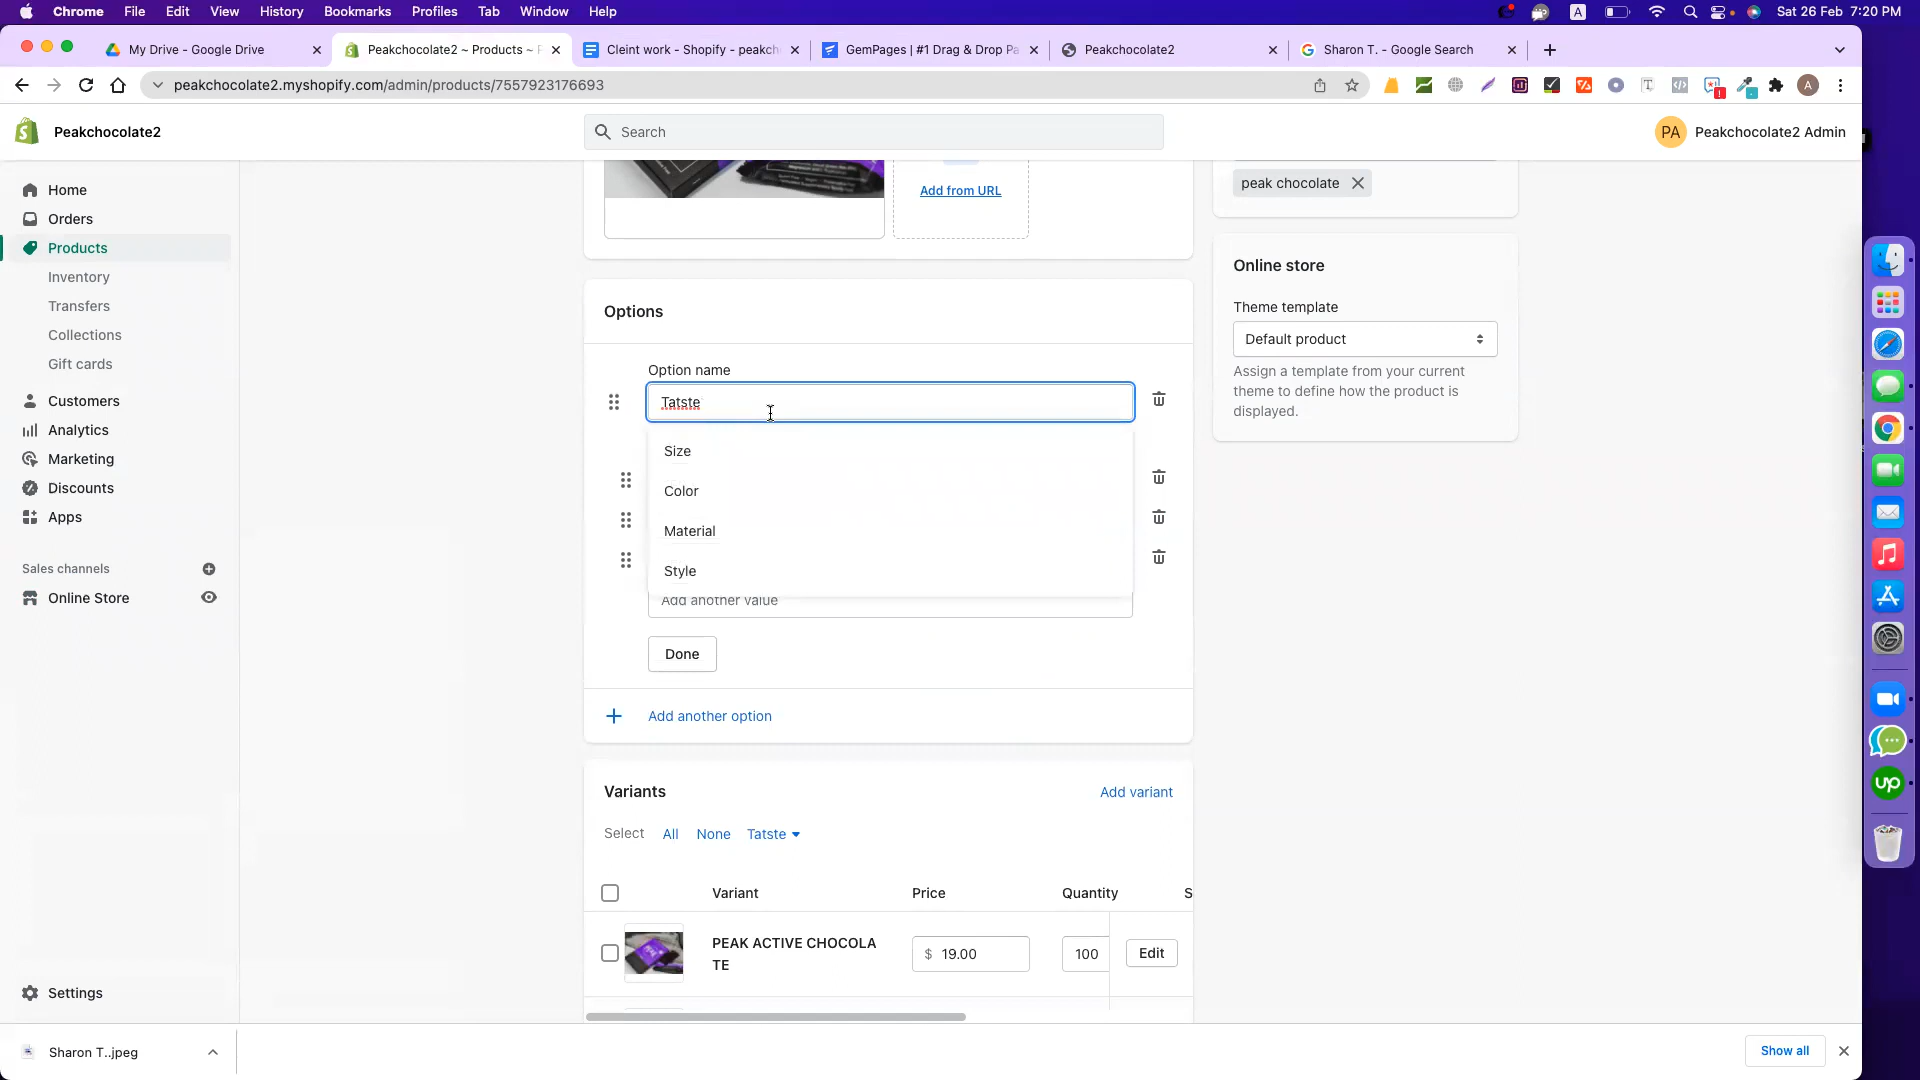 Chrome File Edit View History Bookmarks Profiles Tab Window Help
A Sat 26 Feb 7:20 PM
My Drive - Google Drive
Peakchocolate2 ~ Products ~ P
Cleint work - Shopify - peakch
GemPages | #1 Drag & Drop Pa
Peakchocolate2
Sharon T. - Google Search
peakchocolate2.myshopify.com/admin/products/7557923176693
A
Peakchocolate2
Search
PA Peakchocolate2 Admin
Home
Orders
Products
Inventory
Transfers
Collections
Gift cards
Customers
Analytics
Marketing
Discounts
Apps
Sales channels
Online Store
Settings
Add from URL
Options
Option name
Tatste
Size
Color
Material
Style
Add another value
Done
Add another option
Variants
Add variant
Select All None Tatste
Variant Price Quantity S
PEAK ACTIVE CHOCOLA
TE
$ 19.00
100
Edit
peak chocolate
Online store
Theme template
Default product
Assign a template from your current
theme to define how the product is
displayed.
up
Sharon T..jpeg
Show all